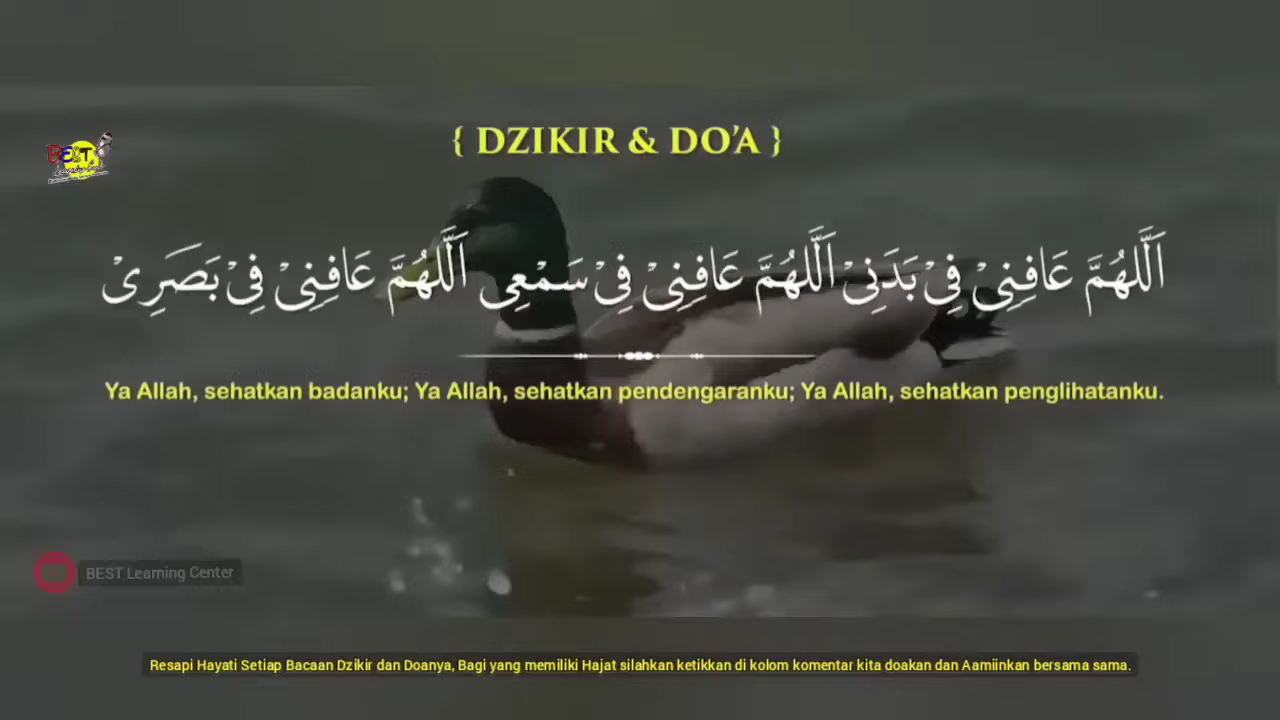 { DZIKIR & DO’A }
BEST
اَللَّهُمَّ عَافِنِيْ فِيْ بَدَنِيْ اَللَّهُمَّ عَافِنِيْ فِيْ سَمْعِي اَللَّهُمَّ عَافِنِيْ فِيْ بَصَرِيْ
Ya Allah, sehatkan badanku; Ya Allah, sehatkan pendengaranku; Ya Allah, sehatkan penglihatanku.
BEST Learning Center
Resapi Hayati Setiap Bacaan Dzikir dan Doanya, Bagi yang memiliki Hajat silahkan ketikkan di kolom komentar kita doakan dan Aamiinkan bersama sama.